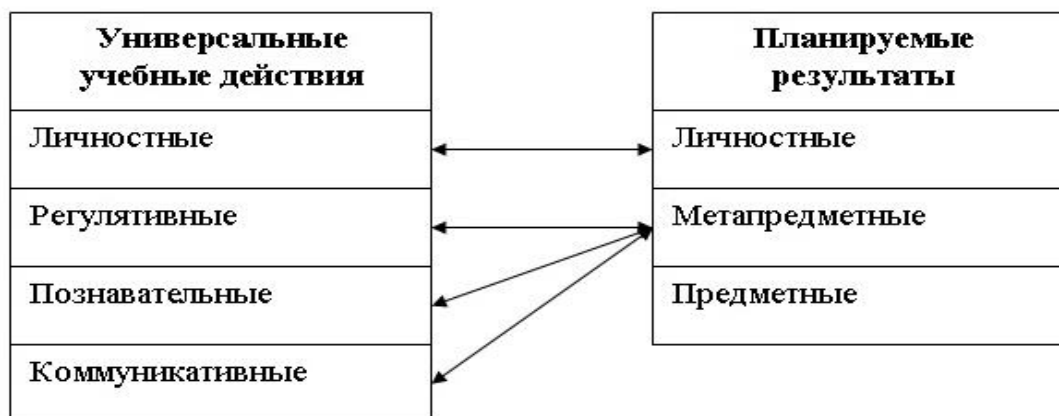 Универсальные
учебные действия
Личностные
Регулятивные
Познавательные
Коммуникативные
Планируемые
результаты
Личностные
Метапредметные
Предметные